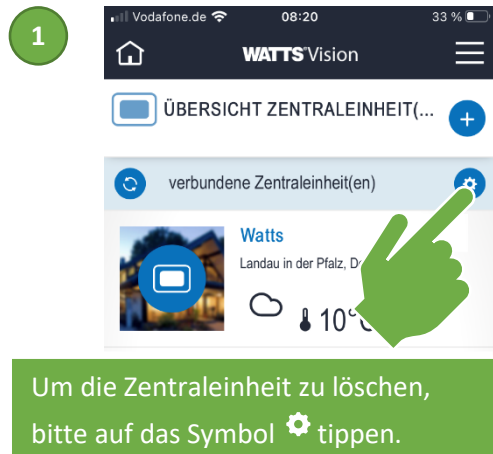 1
Vodafone.de
08:20
33 %
WATTS Vision
ÜBERSICHT ZENTRALEINHEIT(...
verbundene Zentraleinheit(en)
Watts
Landau in der Pfalz,
10°
Um die Zentraleinheit zu löschen,
bitte auf das Symbol tippen.